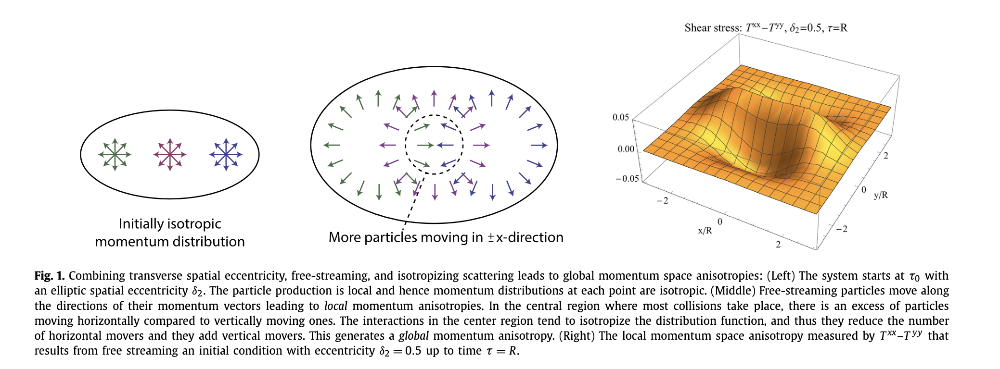 Shear stress: Tˣˣ−Tʸʸ, δ₂=0.5, τ=R
0.05
0.00
−0.05
−2
0
2
x/R
2
0
y/R
−2
Initially isotropic
momentum distribution
More particles moving in ±x-direction
Fig. 1. Combining transverse spatial eccentricity, free-streaming, and isotropizing scattering leads to global momentum space anisotropies: (Left) The system starts at τ₀ with
an elliptic spatial eccentricity δ₂. The particle production is local and hence momentum distributions at each point are isotropic. (Middle) Free-streaming particles move along
the directions of their momentum vectors leading to local momentum anisotropies. In the central region where most collisions take place, there is an excess of particles
moving horizontally compared to vertically moving ones. The interactions in the center region tend to isotropize the distribution function, and thus they reduce the number
of horizontal movers and they add vertical movers. This generates a global momentum anisotropy. (Right) The local momentum space anisotropy measured by Tˣˣ–Tʸʸ that
results from free streaming an initial condition with eccentricity δ₂ = 0.5 up to time τ = R.